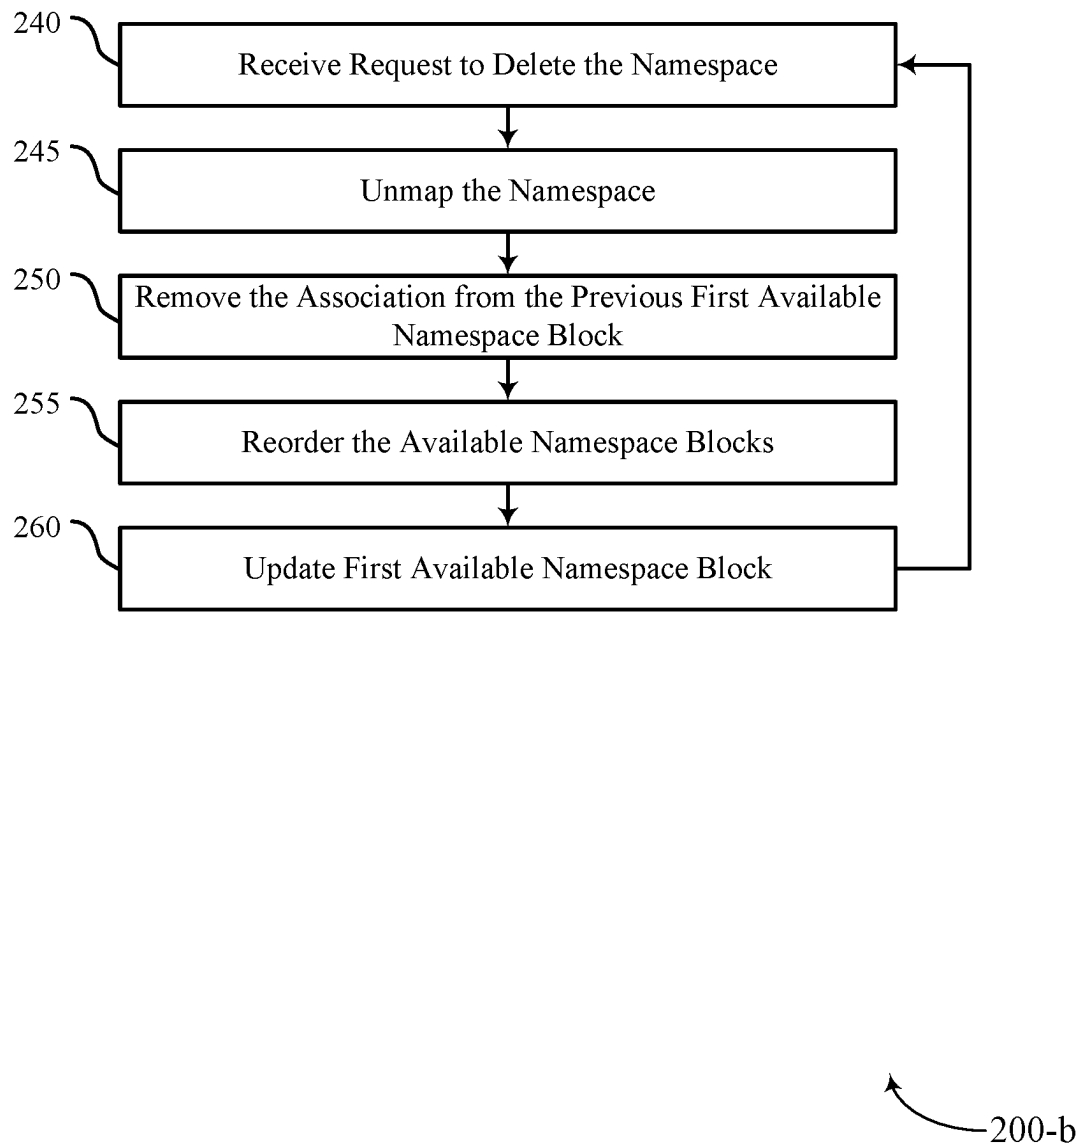 240
Receive Request to Delete the Namespace
245
Unmap the Namespace
250
Remove the Association from the Previous First Available
Namespace Block
255
Reorder the Available Namespace Blocks
260
Update First Available Namespace Block
200-b